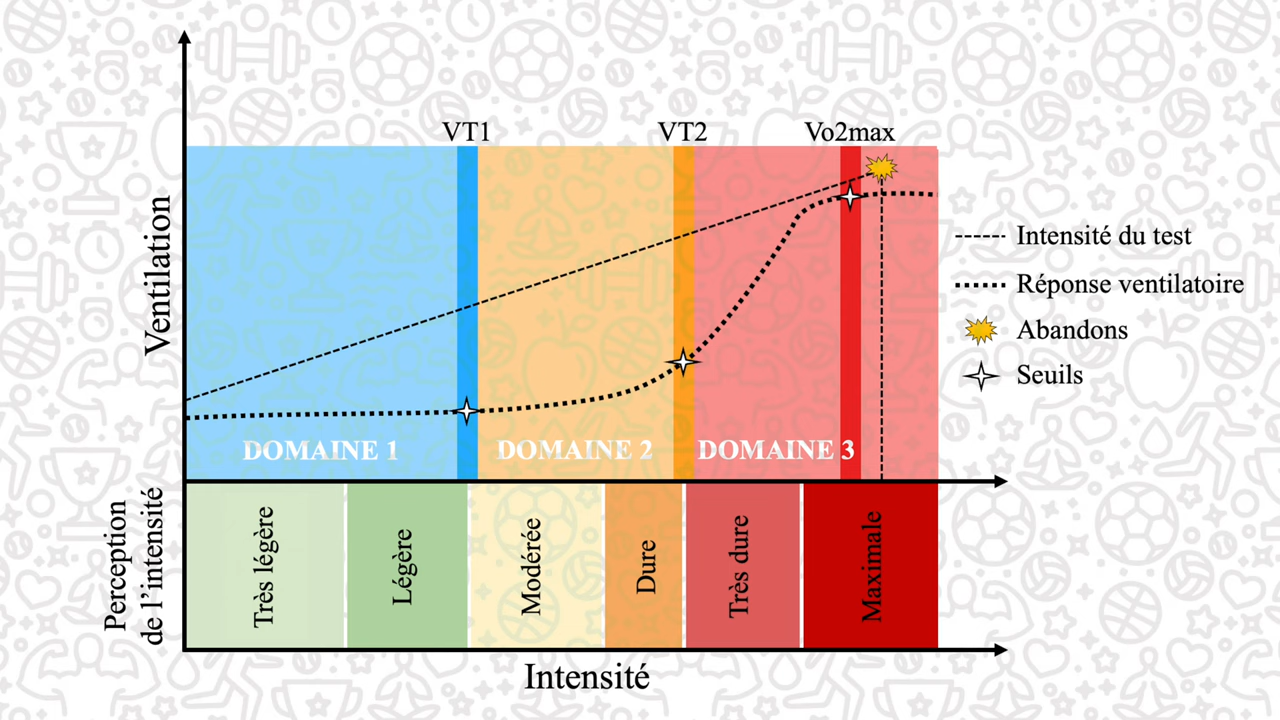 VT1
VT2
Vo2max
Ventilation
DOMAINE 1
DOMAINE 2
DOMAINE 3
Intensité du test
Réponse ventilatoire
Abandons
Seuils
Perception
de l'intensité
Très légère
Légère
Modérée
Dure
Très dure
Maximale
Intensité